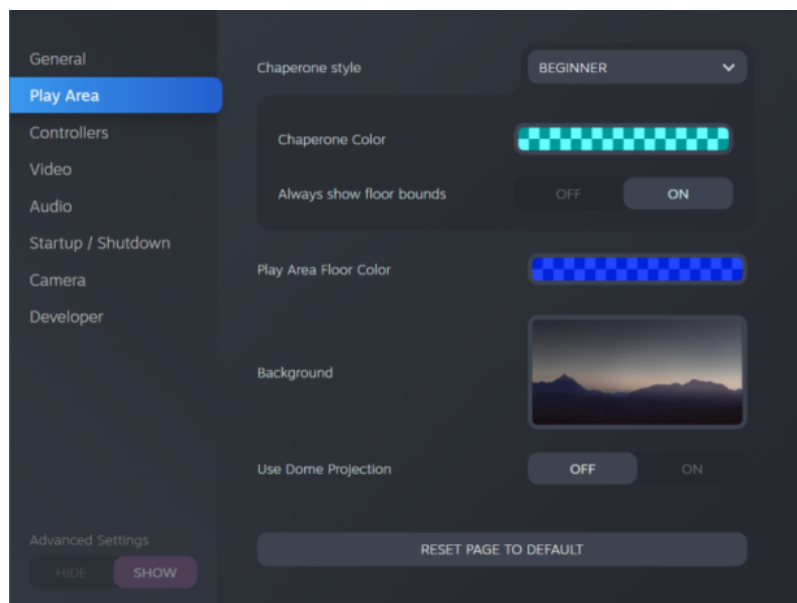 General
Play Area
Controllers
Video
Audio
Startup / Shutdown
Camera
Developer
Advanced Settings
HIDE SHOW
Chaperone style BEGINNER
Chaperone Color
Always show floor bounds OFF ON
Play Area Floor Color
Background
Use Dome Projection OFF ON
RESET PAGE TO DEFAULT